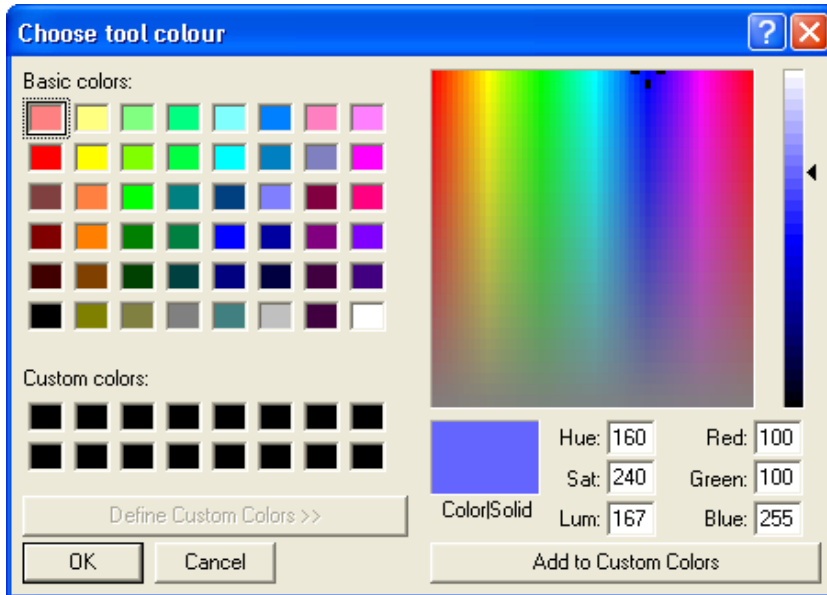 Choose tool colour
Basic colors:
Custom colors:
Define Custom Colors >>
OK
Cancel
Color|Solid
Hue: 160
Sat: 240
Lum: 167
Red: 100
Green: 100
Blue: 255
Add to Custom Colors